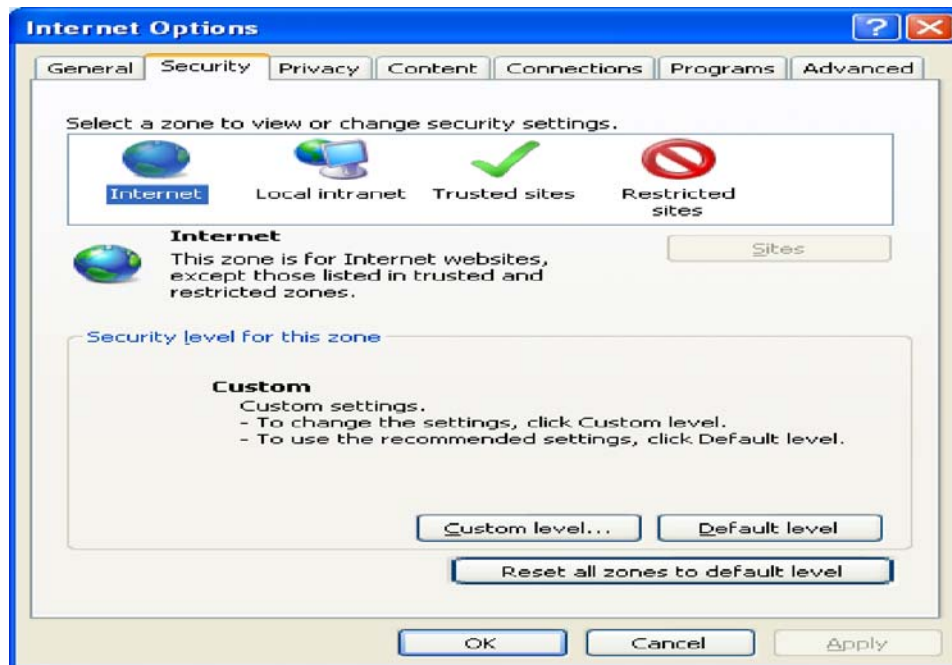 Internet Options
General Security Privacy Content Connections Programs Advanced
Select a zone to view or change security settings.
Internet Local intranet Trusted sites Restricted
sites
Internet
Sites
This zone is for Internet websites,
except those listed in trusted and
restricted zones.
Security level for this zone
Custom
Custom settings.
- To change the settings, click Custom level.
- To use the recommended settings, click Default level.
Custom level... Default level
Reset all zones to default level
OK Cancel Apply